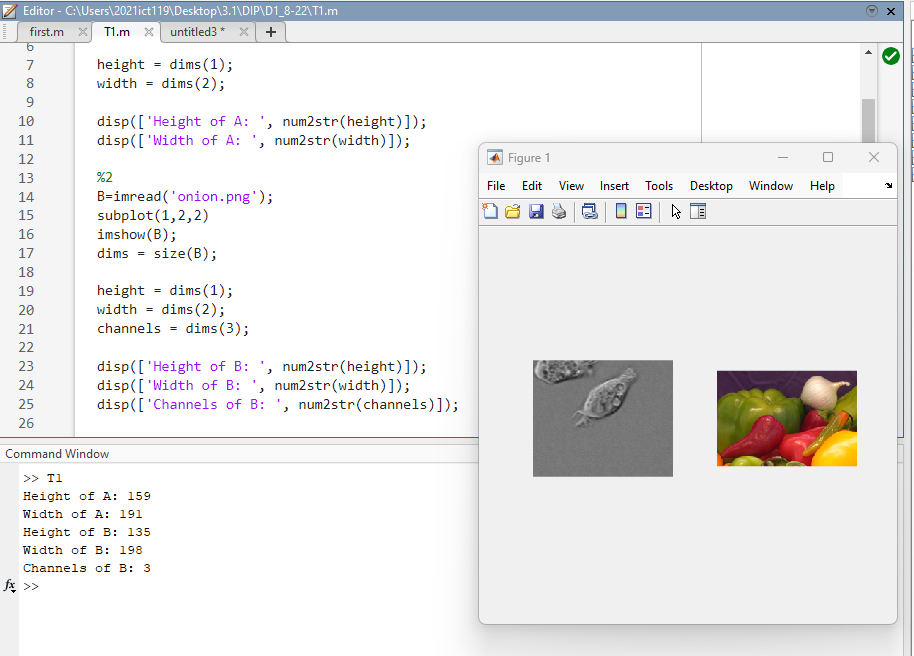 Editor - C:\Users\2021ict119\Desktop\3.1\DIP\D1_8-22\T1.m
first.m × T1.m × untitled3 * × +
6
7 height = dims(1);
8 width = dims(2);
9
10 disp(['Height of A: ', num2str(height)]);
11 disp(['Width of A: ', num2str(width)]);
12
13 %2
14 B=imread('onion.png');
15 subplot(1,2,2)
16 imshow(B);
17 dims = size(B);
18
19 height = dims(1);
20 width = dims(2);
21 channels = dims(3);
22
23 disp(['Height of B: ', num2str(height)]);
24 disp(['Width of B: ', num2str(width)]);
25 disp(['Channels of B: ', num2str(channels)]);
26
Figure 1
File Edit View Insert Tools Desktop Window Help
Command Window
>> T1
Height of A: 159
Width of A: 191
Height of B: 135
Width of B: 198
Channels of B: 3
fx >>